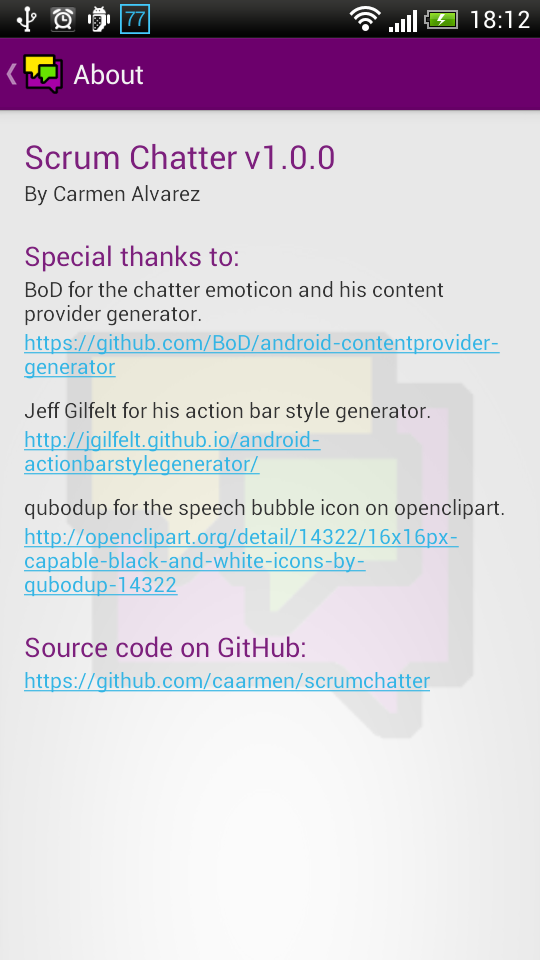 77
18:12
About
Scrum Chatter v1.0.0
By Carmen Alvarez
Special thanks to:
BoD for the chatter emoticon and his content
provider generator.
https://github.com/BoD/android-contentprovider-
generator
Jeff Gilfelt for his action bar style generator.
http://jgilfelt.github.io/android-
actionbarstylegenerator/
qubodup for the speech bubble icon on openclipart.
http://openclipart.org/detail/14322/16x16px-
capable-black-and-white-icons-by-
qubodup-14322
Source code on GitHub:
https://github.com/caarmen/scrumchatter